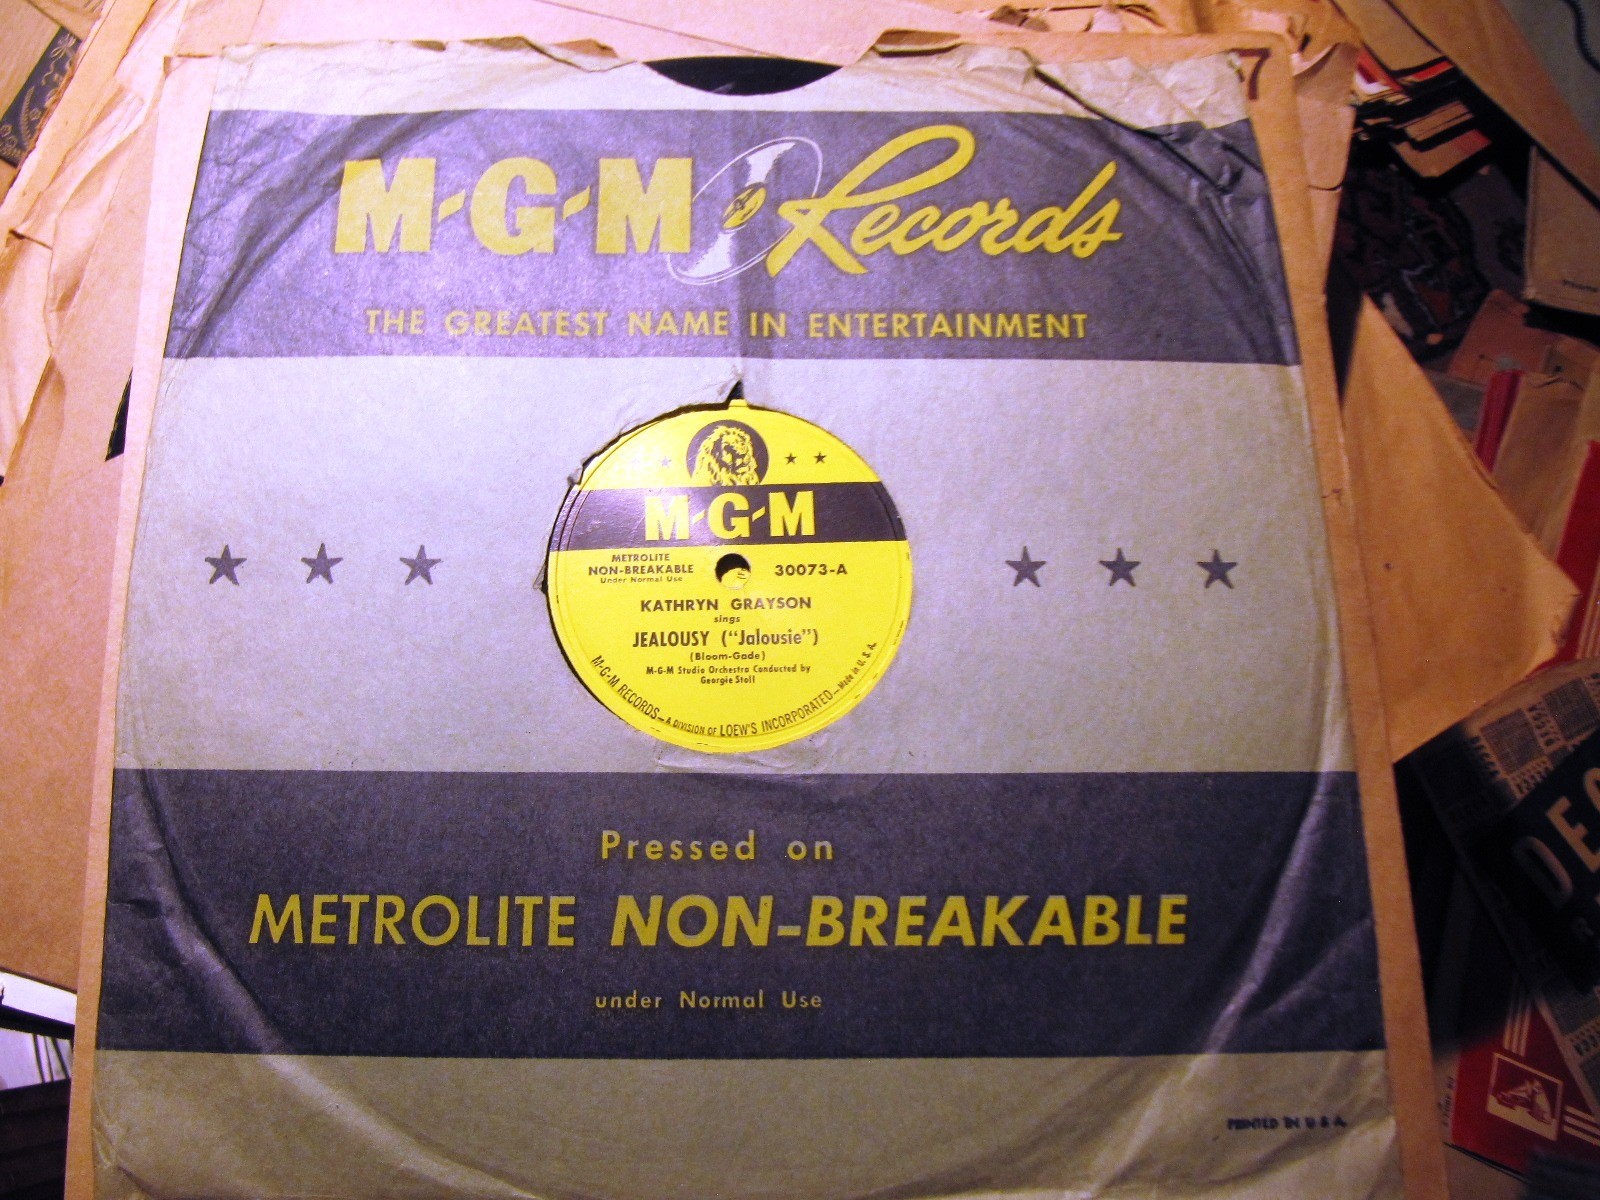 7
M-G-M Records
THE GREATEST NAME IN ENTERTAINMENT
M-G-M
METROLITE
NON-BREAKABLE
Under Normal Use
30073-A
KATHRYN GRAYSON
sings
JEALOUSY ("Jalousie")
(Bloom-Gade)
M-G-M Studio Orchestra Conducted by
Georgie Stoll
M-G-M RECORDS—A DIVISION OF LOEW'S INCORPORATED—Made in U. S. A.
Pressed on
METROLITE NON-BREAKABLE
under Normal Use
PRINTED IN U S A.
DEC